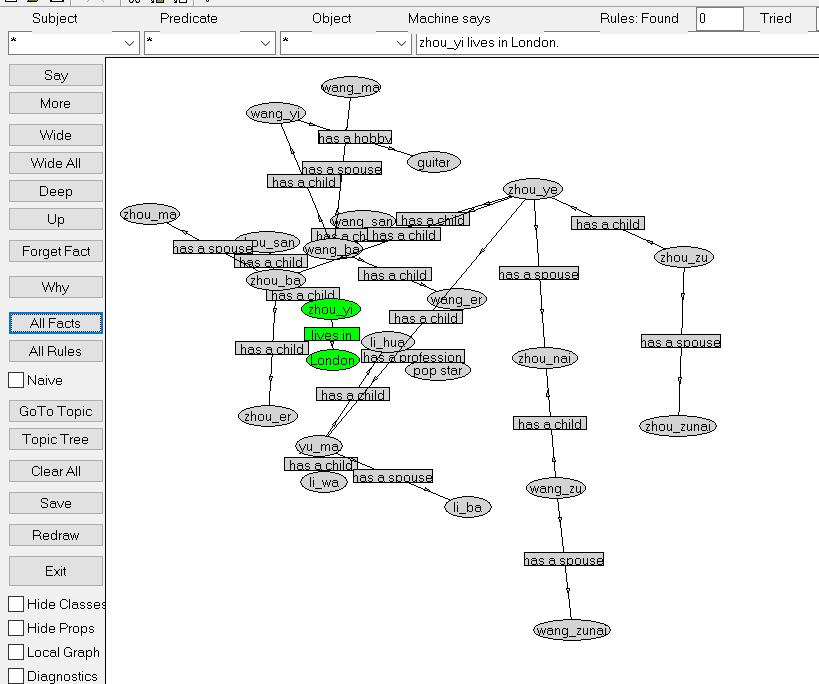 Subject
Predicate
Object
Machine says
Rules: Found
0
Tried
*
*
*
zhou_yi lives in London.
Say
More
Wide
Wide All
Deep
Up
Forget Fact
Why
All Facts
All Rules
Naive
GoTo Topic
Topic Tree
Clear All
Save
Redraw
Exit
Hide Classes
Hide Props
Local Graph
Diagnostics
wang_ma
wang_yi
has a hobby
guitar
has a spouse
has a child
zhou_ye
zhou_ma
wang_san
has a child
has a child
has a child
has a spouse
wang_ba
zhou_zu
has a child
has a child
zhou_ba
has a child
has a spouse
has a child
wang_er
zhou_yi
has a child
lives in
li_hua
has a spouse
has a child
London
has a profession
zhou_nai
pop star
has a child
zhou_er
has a child
zhou_zunai
yu_ma
has a child
has a spouse
li_wa
wang_zu
li_ba
has a spouse
wang_zunai